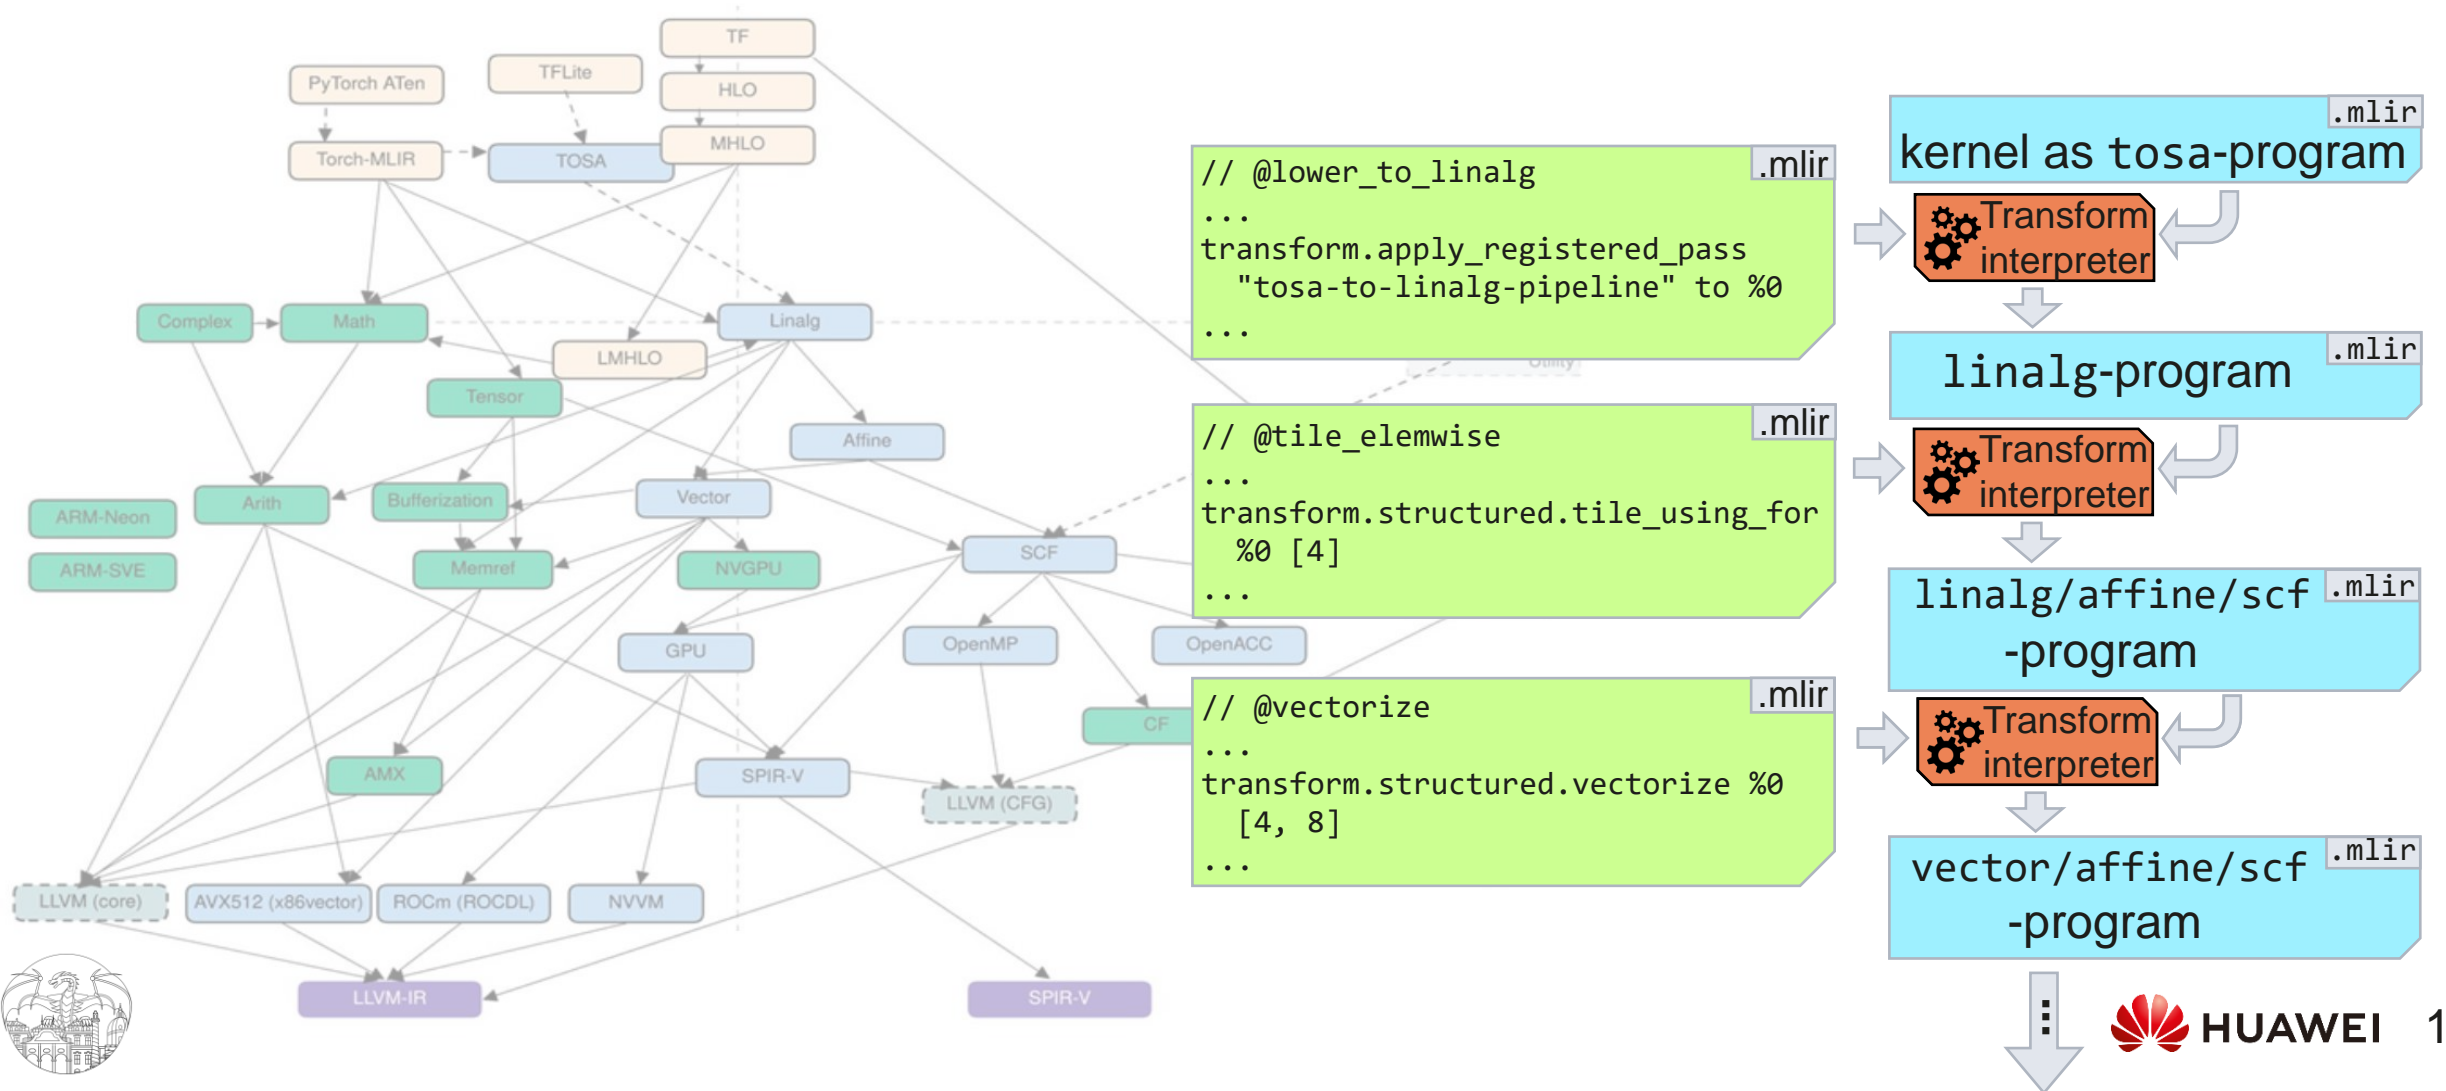 TF
PyTorch ATen
TFLite
HLO
Torch-MLIR
TOSA
MHLO
Complex
Math
Linalg
LMHLO
Utility
Tensor
Affine
Arith
Bufferization
Vector
ARM-Neon
ARM-SVE
Memref
NVGPU
SCF
GPU
OpenMP
OpenACC
CF
AMX
SPIR-V
LLVM (CFG)
LLVM (core)
AVX512 (x86vector)
ROCm (ROCDL)
NVVM
LLVM-IR
SPIR-V
.mlir
// @lower_to_linalg
...
transform.apply_registered_pass
"tosa-to-linalg-pipeline" to %0
...
.mlir
// @tile_elemwise
...
transform.structured.tile_using_for
%0 [4]
...
.mlir
// @vectorize
...
transform.structured.vectorize %0
[4, 8]
...
.mlir
kernel as tosa-program
Transform
interpreter
.mlir
linalg-program
Transform
interpreter
.mlir
linalg/affine/scf
-program
Transform
interpreter
.mlir
vector/affine/scf
-program
...
HUAWEI
1